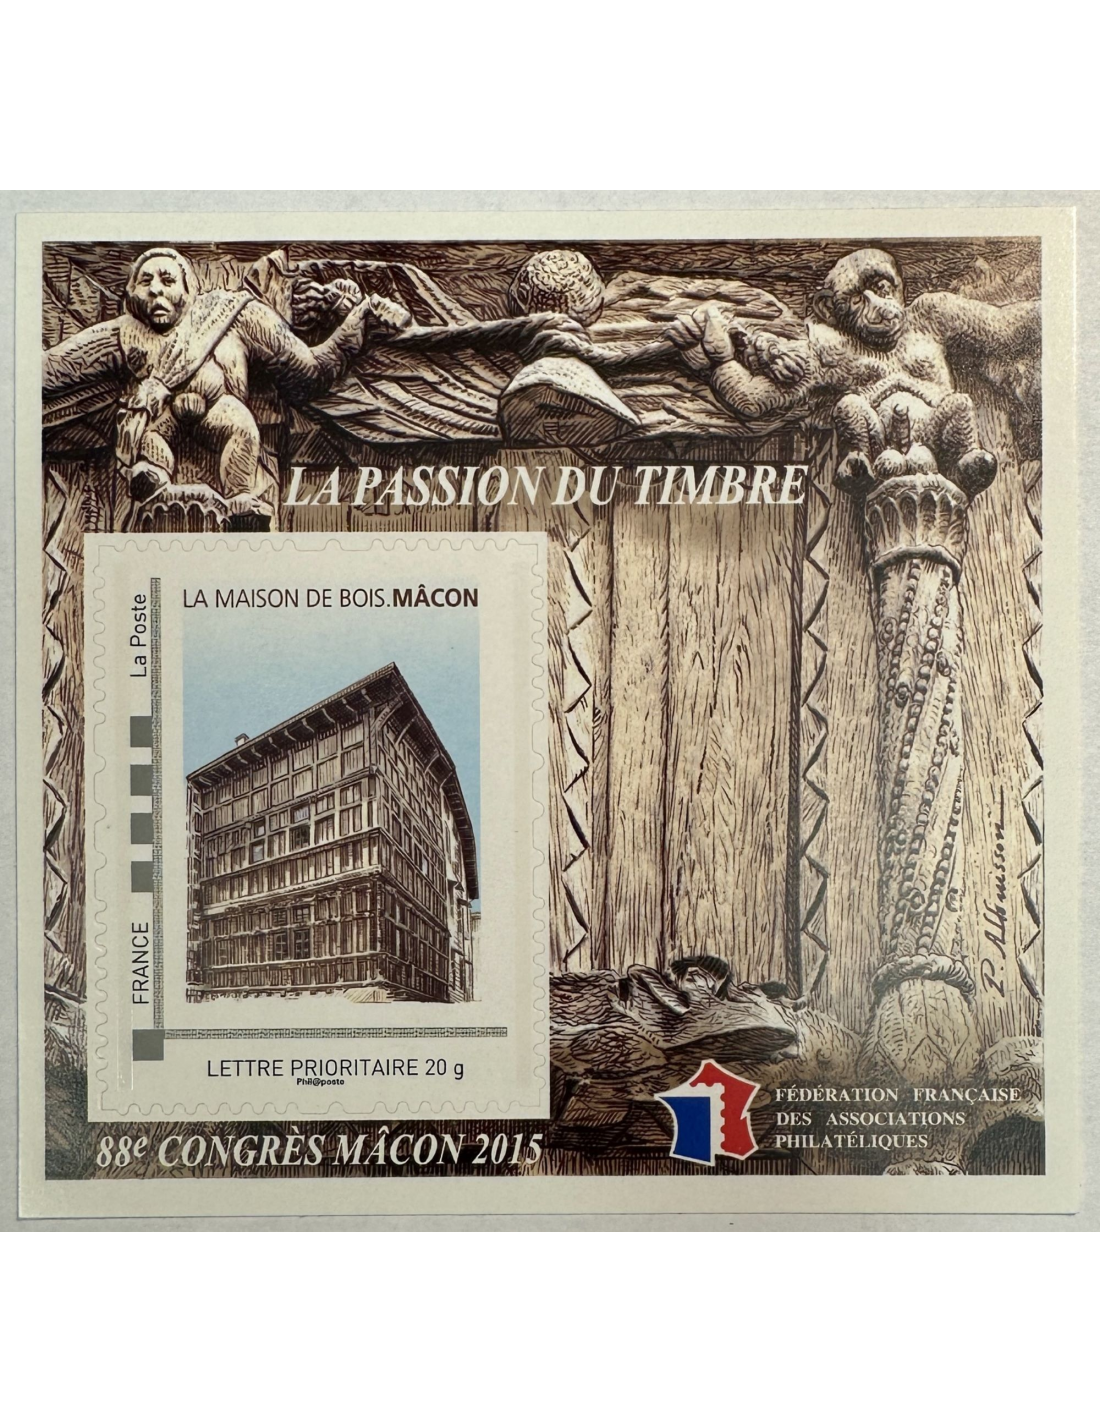 LA PASSION DU TIMBRE
LA MAISON DE BOIS.MÂCON
La Poste
FRANCE
LETTRE PRIORITAIRE 20 g
Phil@poste
P. Albuisson
88e CONGRÈS MÂCON 2015
FÉDÉRATION FRANÇAISE
DES ASSOCIATIONS
PHILATÉLIQUES